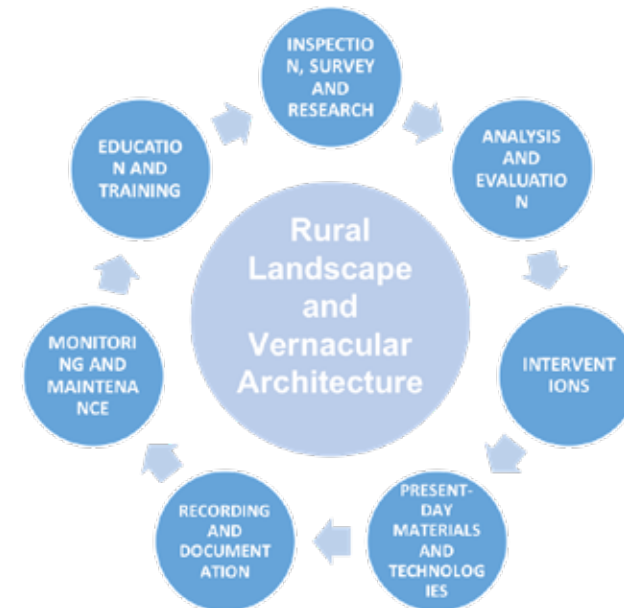 INSPECTIO
N, SURVEY
AND
RESEARCH
ANALYSIS
AND
EVALUATIO
N
INTERVENT
IONS
PRESENT-
DAY
MATERIALS
AND
TECHNOLOG
IES
RECORDING
AND
DOCUMENT
ATION
MONITORI
NG AND
MAINTENA
NCE
EDUCATIO
N AND
TRAINING
Rural
Landscape
and
Vernacular
Architecture